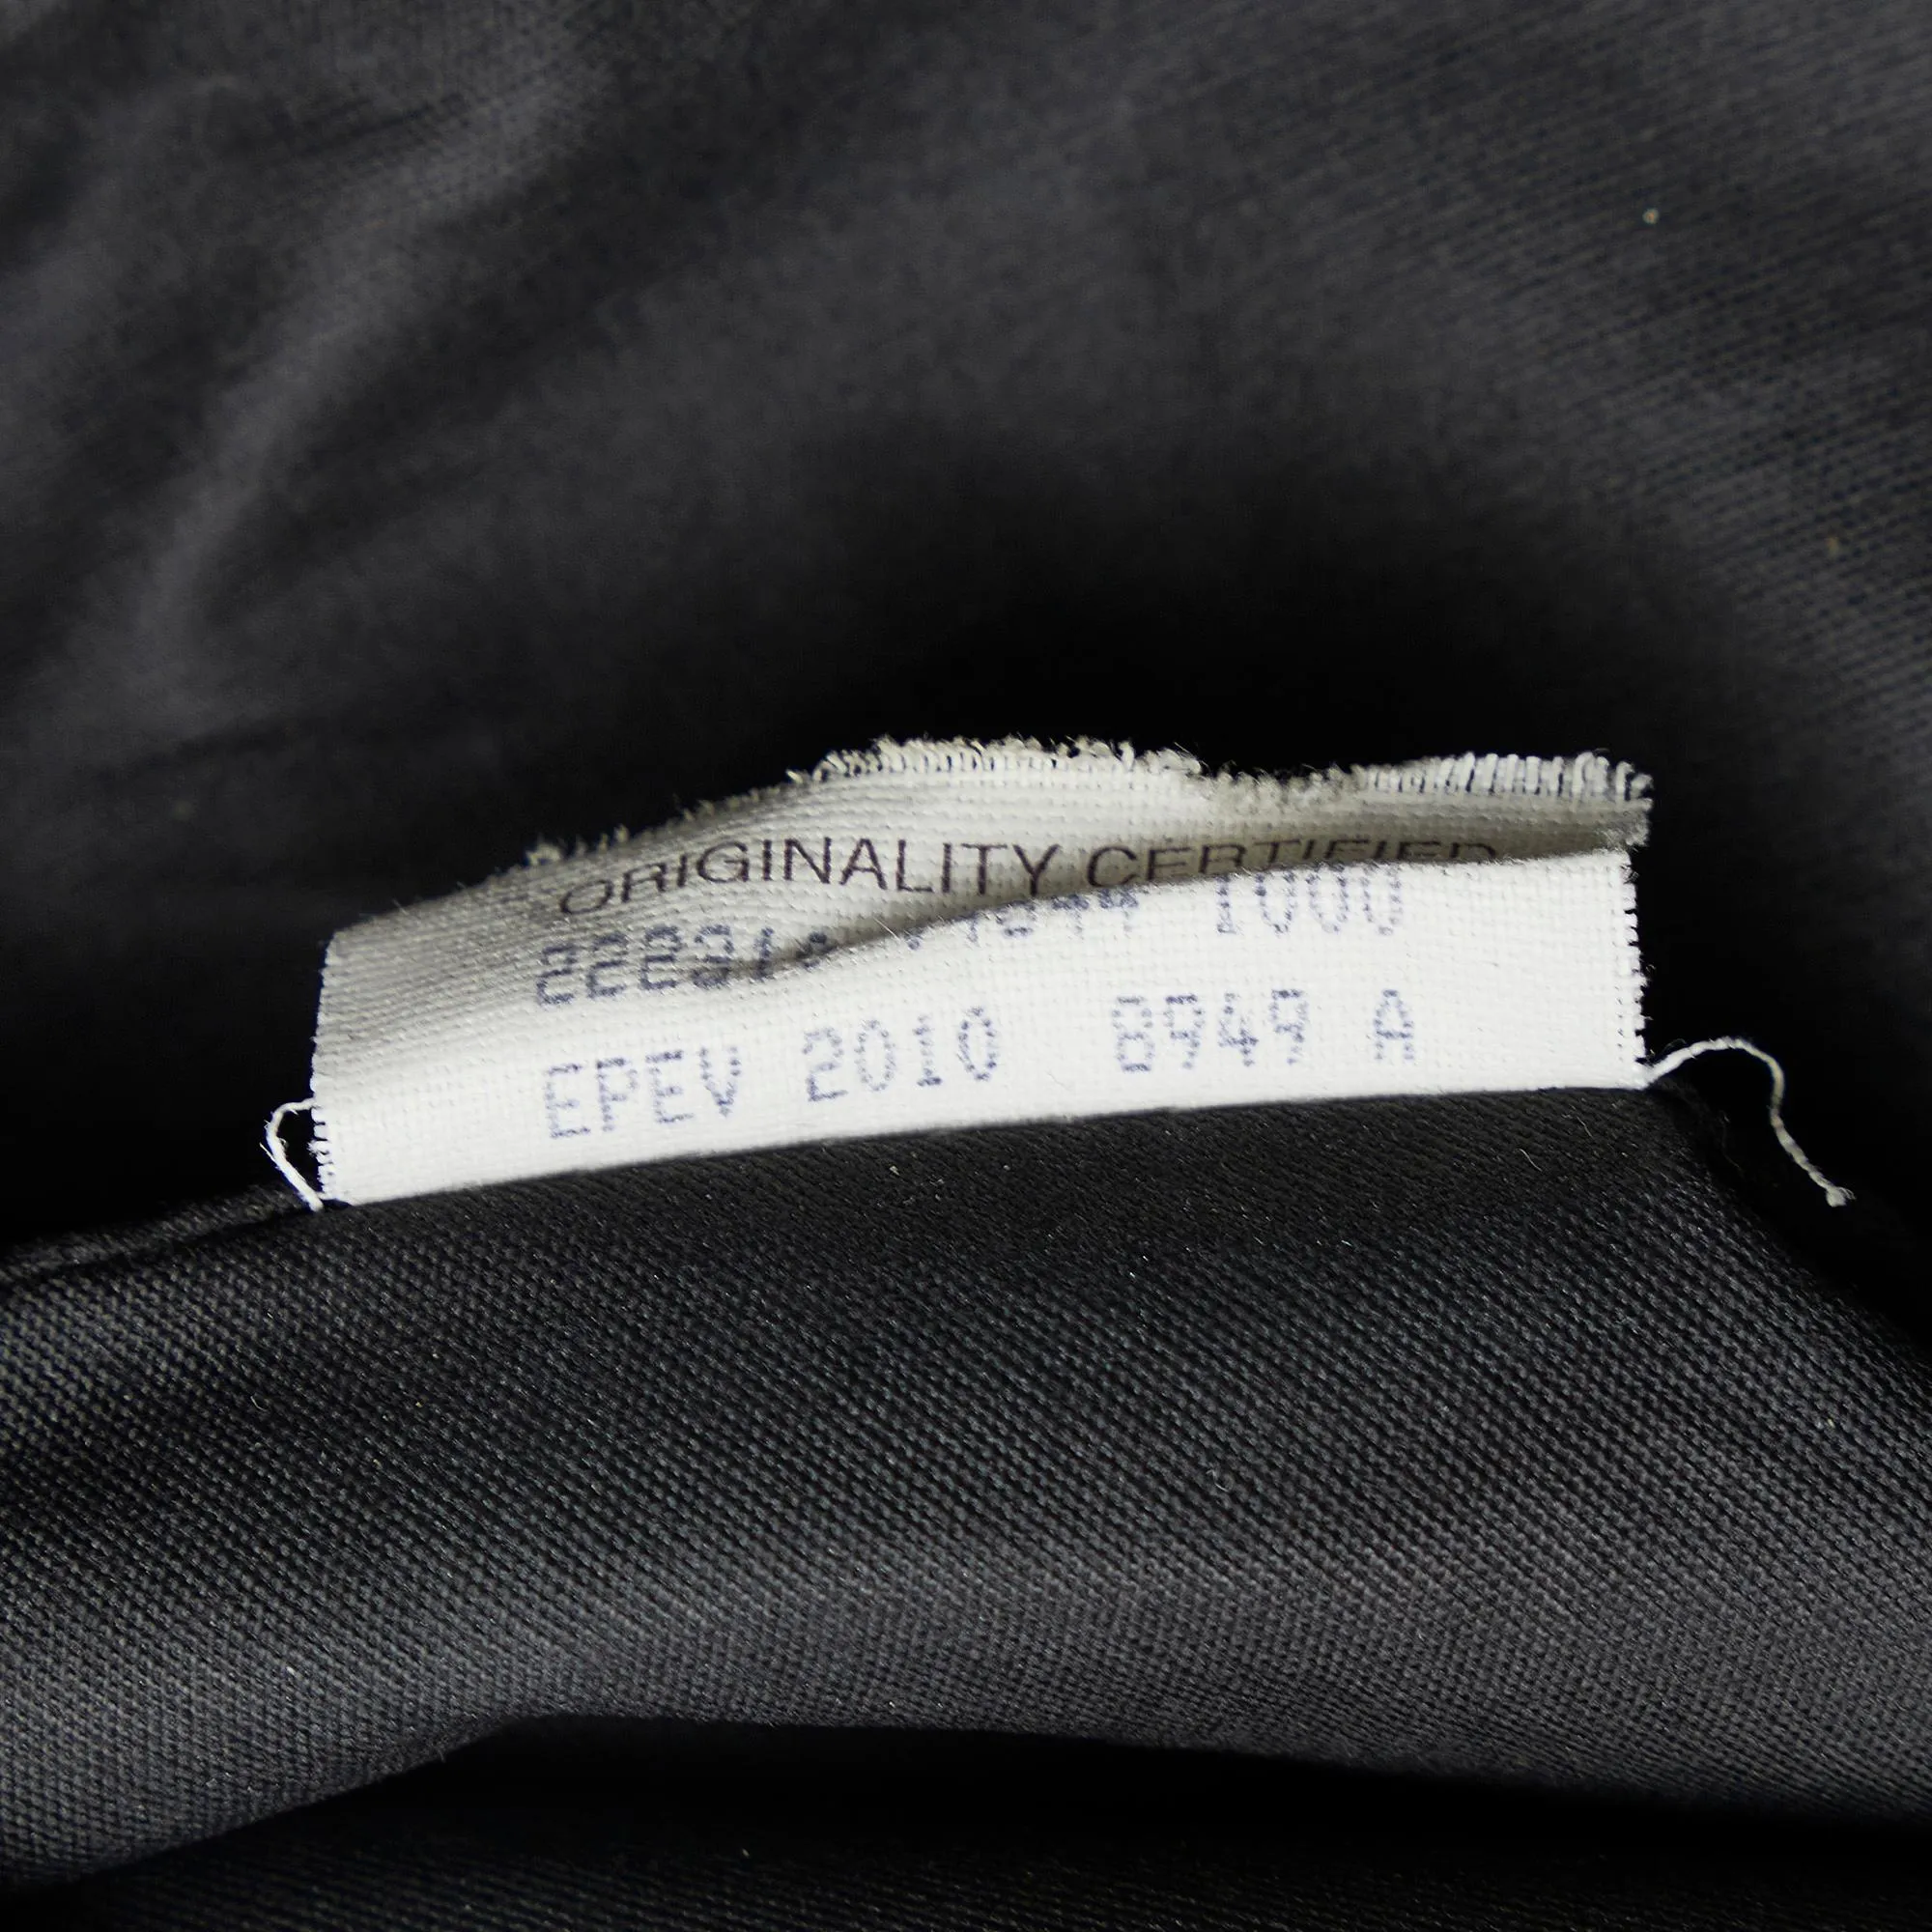 ORIGINALITY CERTIFIED
1000
EPEV 2010 8949 A